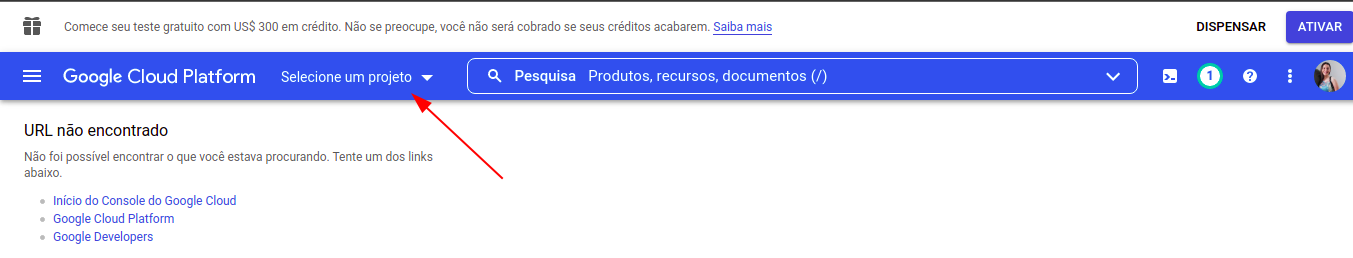 Comece seu teste gratuito com US$ 300 em crédito. Não se preocupe, você não será cobrado se seus créditos acabarem. Saiba mais
DISPENSAR
ATIVAR
Google Cloud Platform
Selecione um projeto
Pesquisa Produtos, recursos, documentos (/)
1
?
URL não encontrado
Não foi possível encontrar o que você estava procurando. Tente um dos links
abaixo.
Início do Console do Google Cloud
Google Cloud Platform
Google Developers